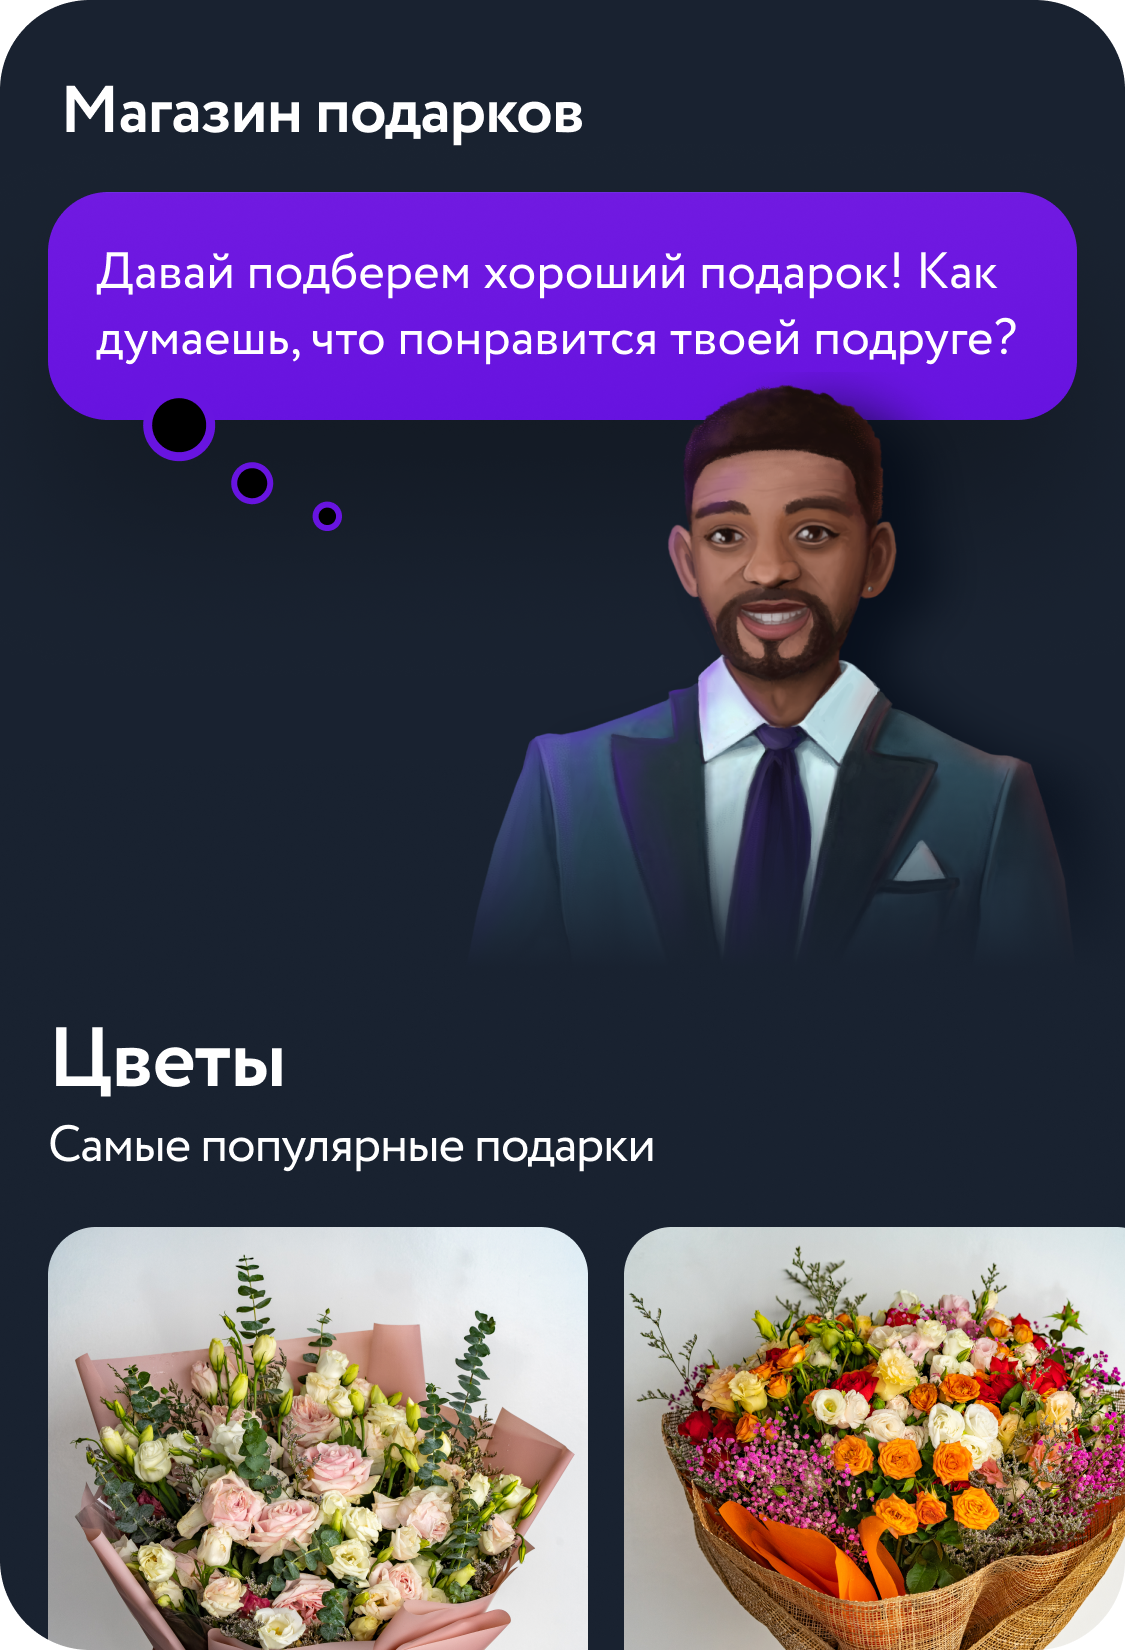 Магазин подарков
Давай подберем хороший подарок! Как
думаешь, что понравится твоей подруге?
Цветы
Самые популярные подарки